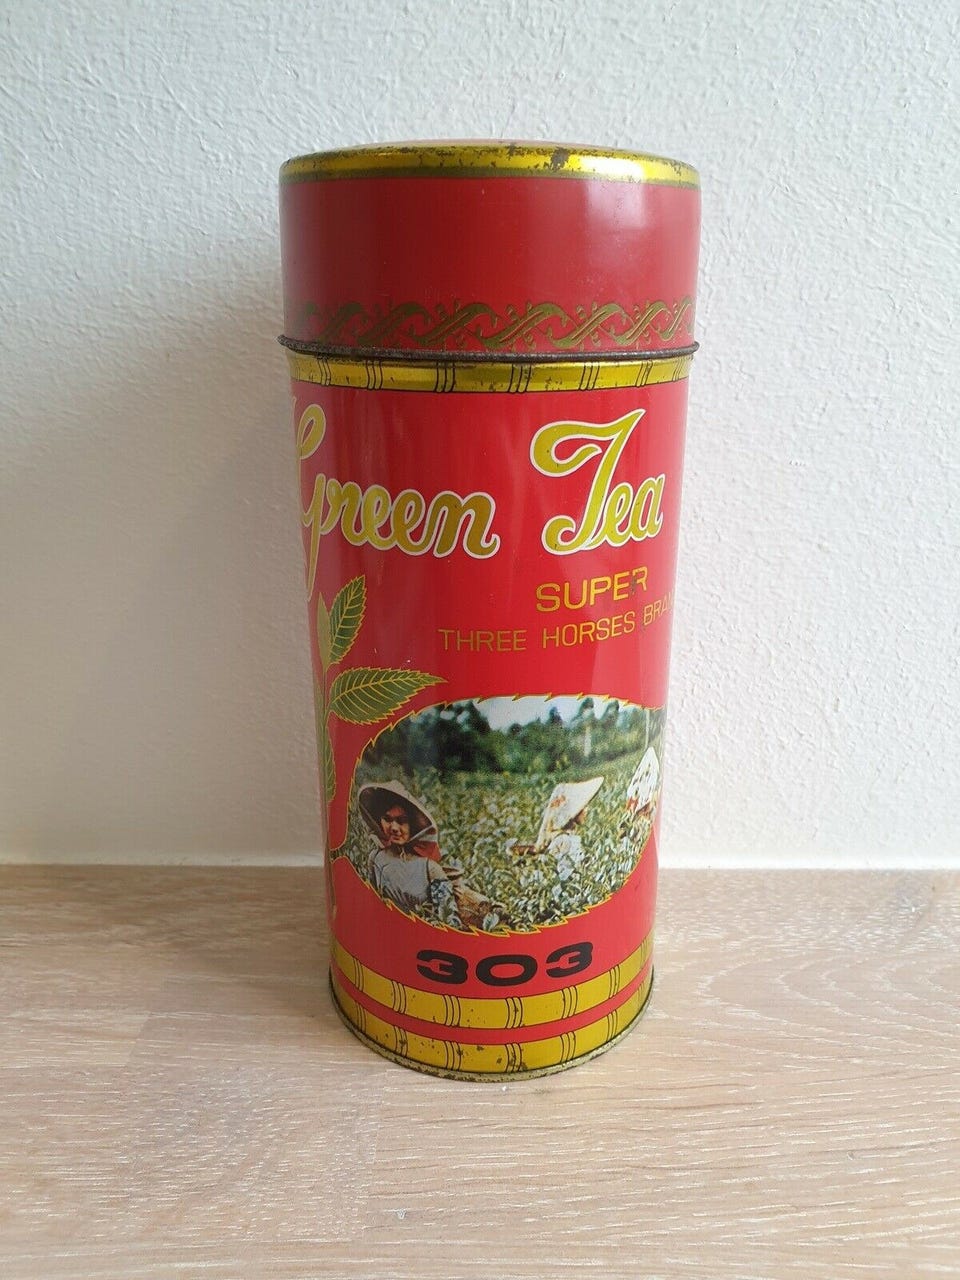 Green Tea
SUPER
THREE HORSES BRAN
303